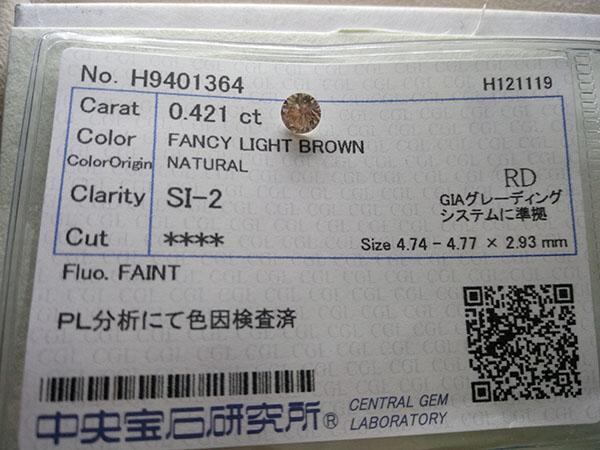 No. H9401364 H121119
Carat 0.421 ct
Color FANCY LIGHT BROWN
ColorOrigin NATURAL
Clarity SI-2
RD
GIAグレーディング
システムに準拠
Cut **** Size 4.74 - 4.77 × 2.93 mm
Fluo. FAINT
PL分析にて色因検査済
中央宝石研究所® CENTRAL GEM
LABORATORY